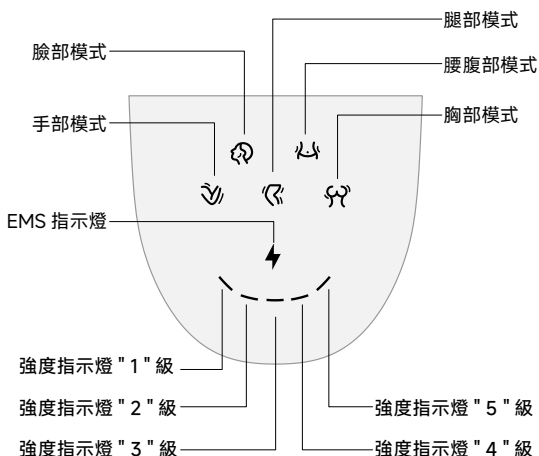 腿部模式
臉部模式
腰腹部模式
胸部模式
手部模式
EMS 指示燈
強度指示燈 " 1 " 級
強度指示燈 " 2 " 級
強度指示燈 " 5 " 級
強度指示燈 " 3 " 級
強度指示燈 " 4 " 級